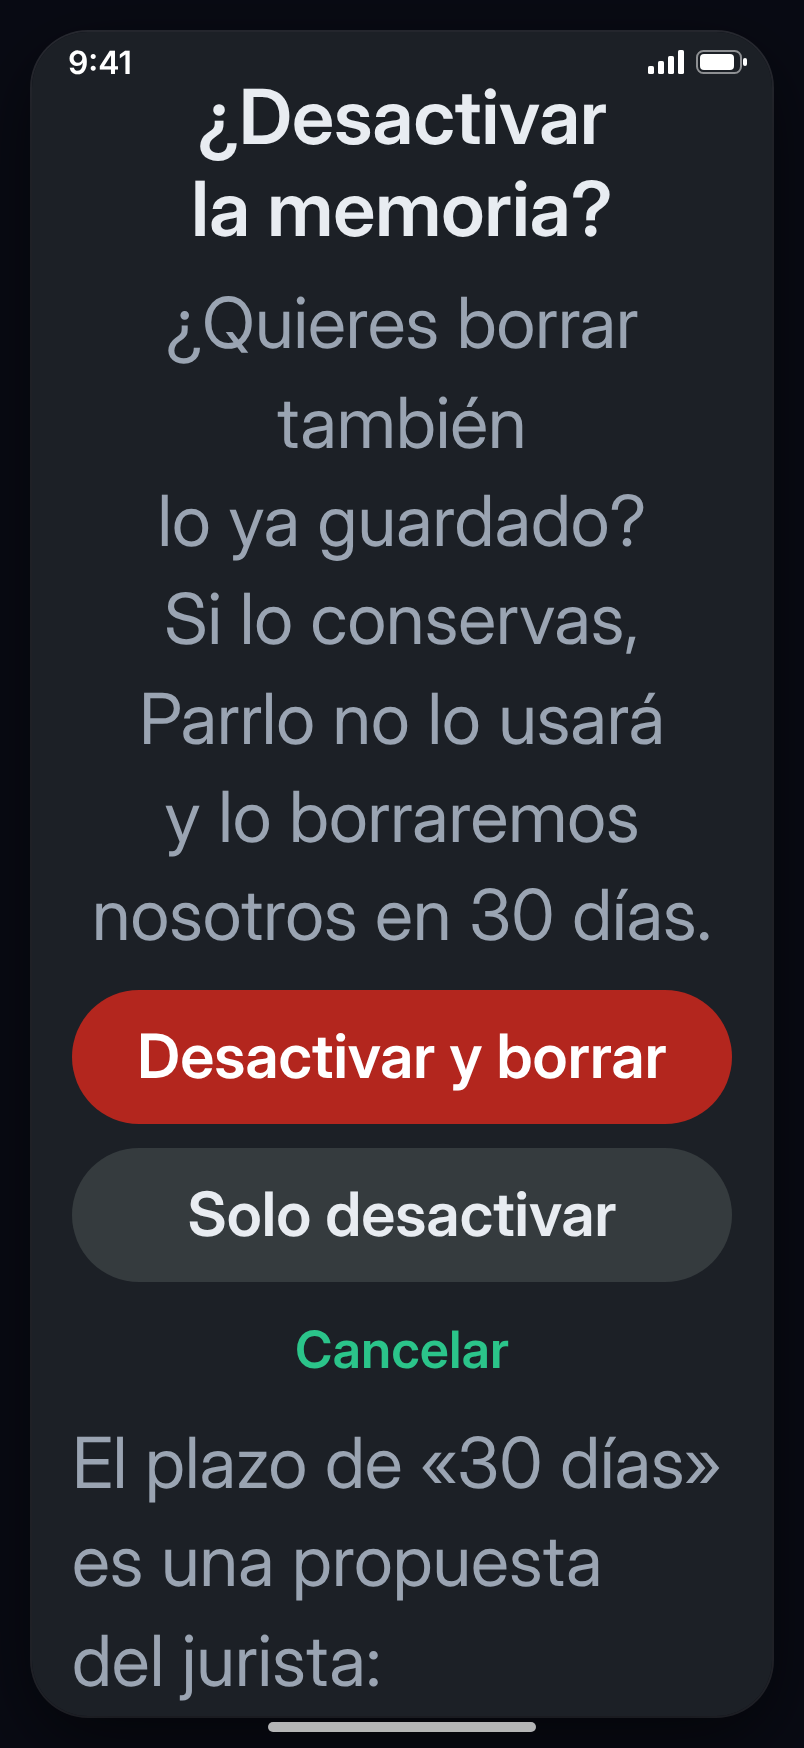 9:41
¿Desactivar
la memoria?
¿Quieres borrar
también
lo ya guardado?
Si lo conservas,
Parrlo no lo usará
y lo borraremos
nosotros en 30 días.
Desactivar y borrar
Solo desactivar
Cancelar
El plazo de «30 días»
es una propuesta
del jurista: